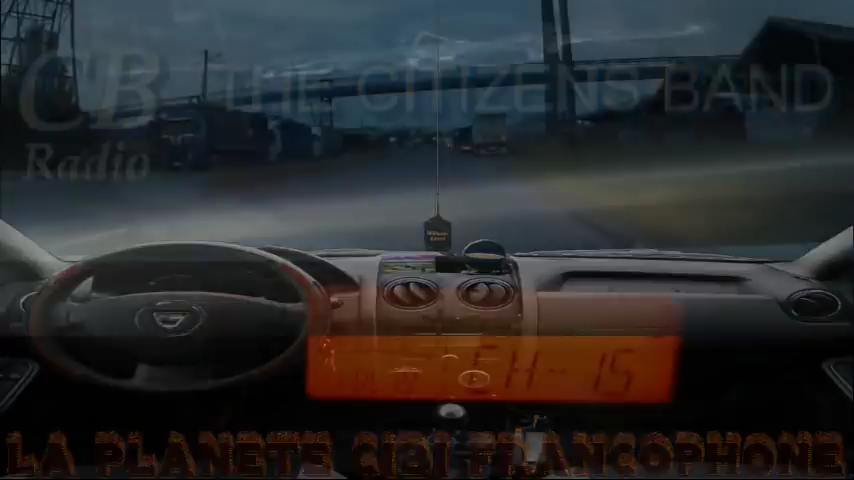 CB THE CITIZENS BAND
Radio
CH-15
LA PLANETE CIBI FRANCOPHONE